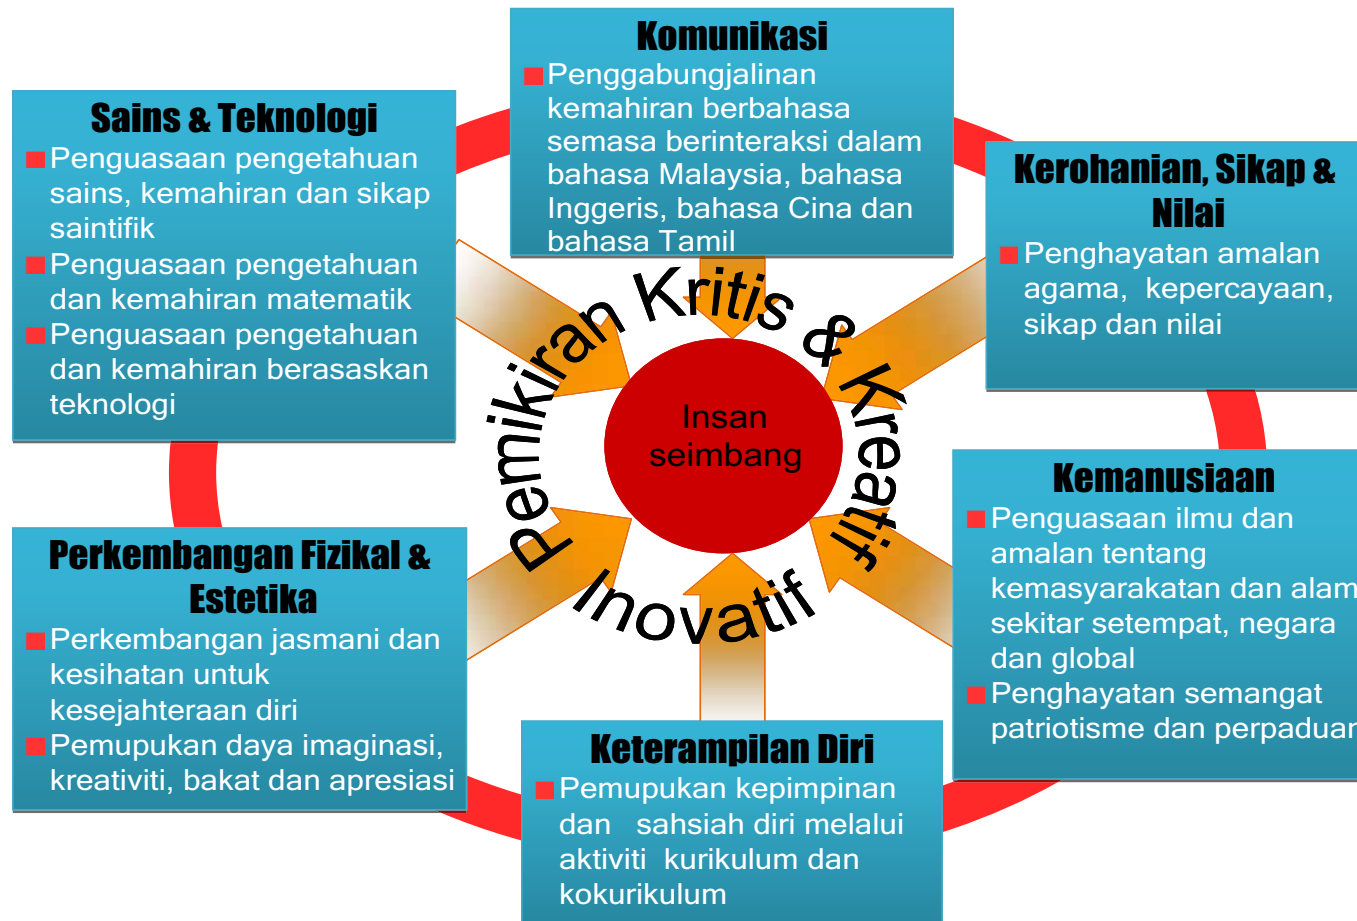 Komunikasi
Penggabungjalinan
kemahiran berbahasa
semasa berinteraksi dalam
bahasa Malaysia, bahasa
Inggeris, bahasa Cina dan
bahasa Tamil
Sains & Teknologi
Penguasaan pengetahuan
sains, kemahiran dan sikap
saintifik
Penguasaan pengetahuan
dan kemahiran matematik
Penguasaan pengetahuan
dan kemahiran berasaskan
teknologi
Kerohanian, Sikap &
Nilai
Penghayatan amalan
agama, kepercayaan,
sikap dan nilai
Pemikiran Kritis & Kreatif
Inovatif
Insan
seimbang
Kemanusiaan
Penguasaan ilmu dan
amalan tentang
kemasyarakatan dan alam
sekitar setempat, negara
dan global
Penghayatan semangat
patriotisme dan perpaduan
Perkembangan Fizikal &
Estetika
Perkembangan jasmani dan
kesihatan untuk
kesejahteraan diri
Pemupukan daya imaginasi,
kreativiti, bakat dan apresiasi
Keterampilan Diri
Pemupukan kepimpinan
dan sahsiah diri melalui
aktiviti kurikulum dan
kokurikulum